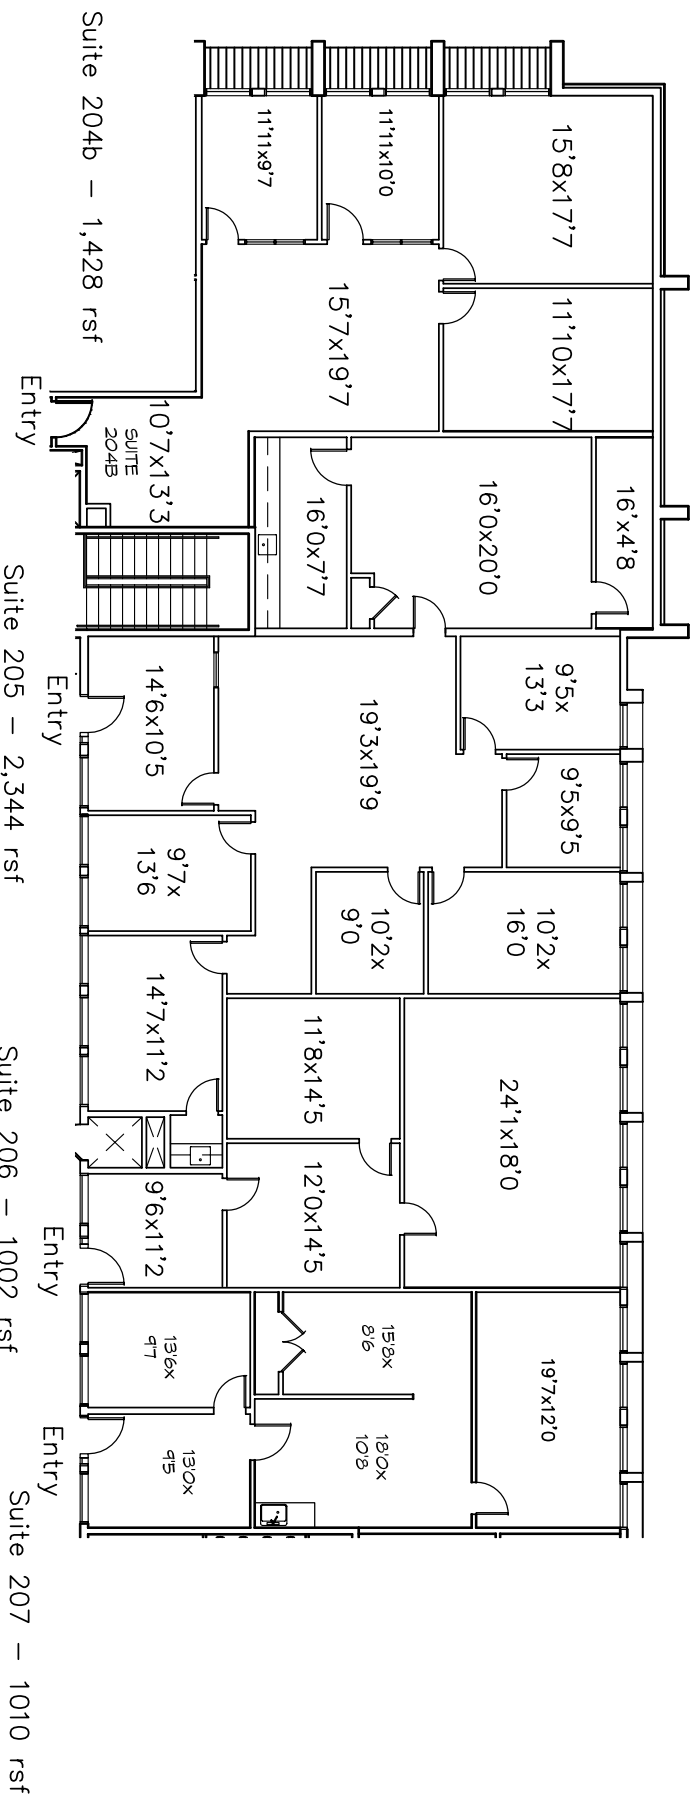 15'8x17'7
11'11x10'0
11'11x9'7
11'10x17'7
15'7x19'7
10'7x13'3
SUITE
204B
Entry
Suite 204b – 1,428 rsf
16'x4'8
16'0x20'0
16'0x7'7
9'5x
13'3
9'5x9'5
19'3x19'9
14'6x10'5
9'7x
13'6
10'2x
16'0
10'2x
9'0
14'7x11'2
Entry
Suite 205 – 2,344 rsf
24'1x18'0
11'8x14'5
12'0x14'5
9'6x11'2
Entry
Suite 206 – 1002 rsf
19'7x12'0
15'8x
8'6
18'0x
10'8
13'6x
9'7
13'0x
9'5
Entry
Suite 207 – 1010 rsf